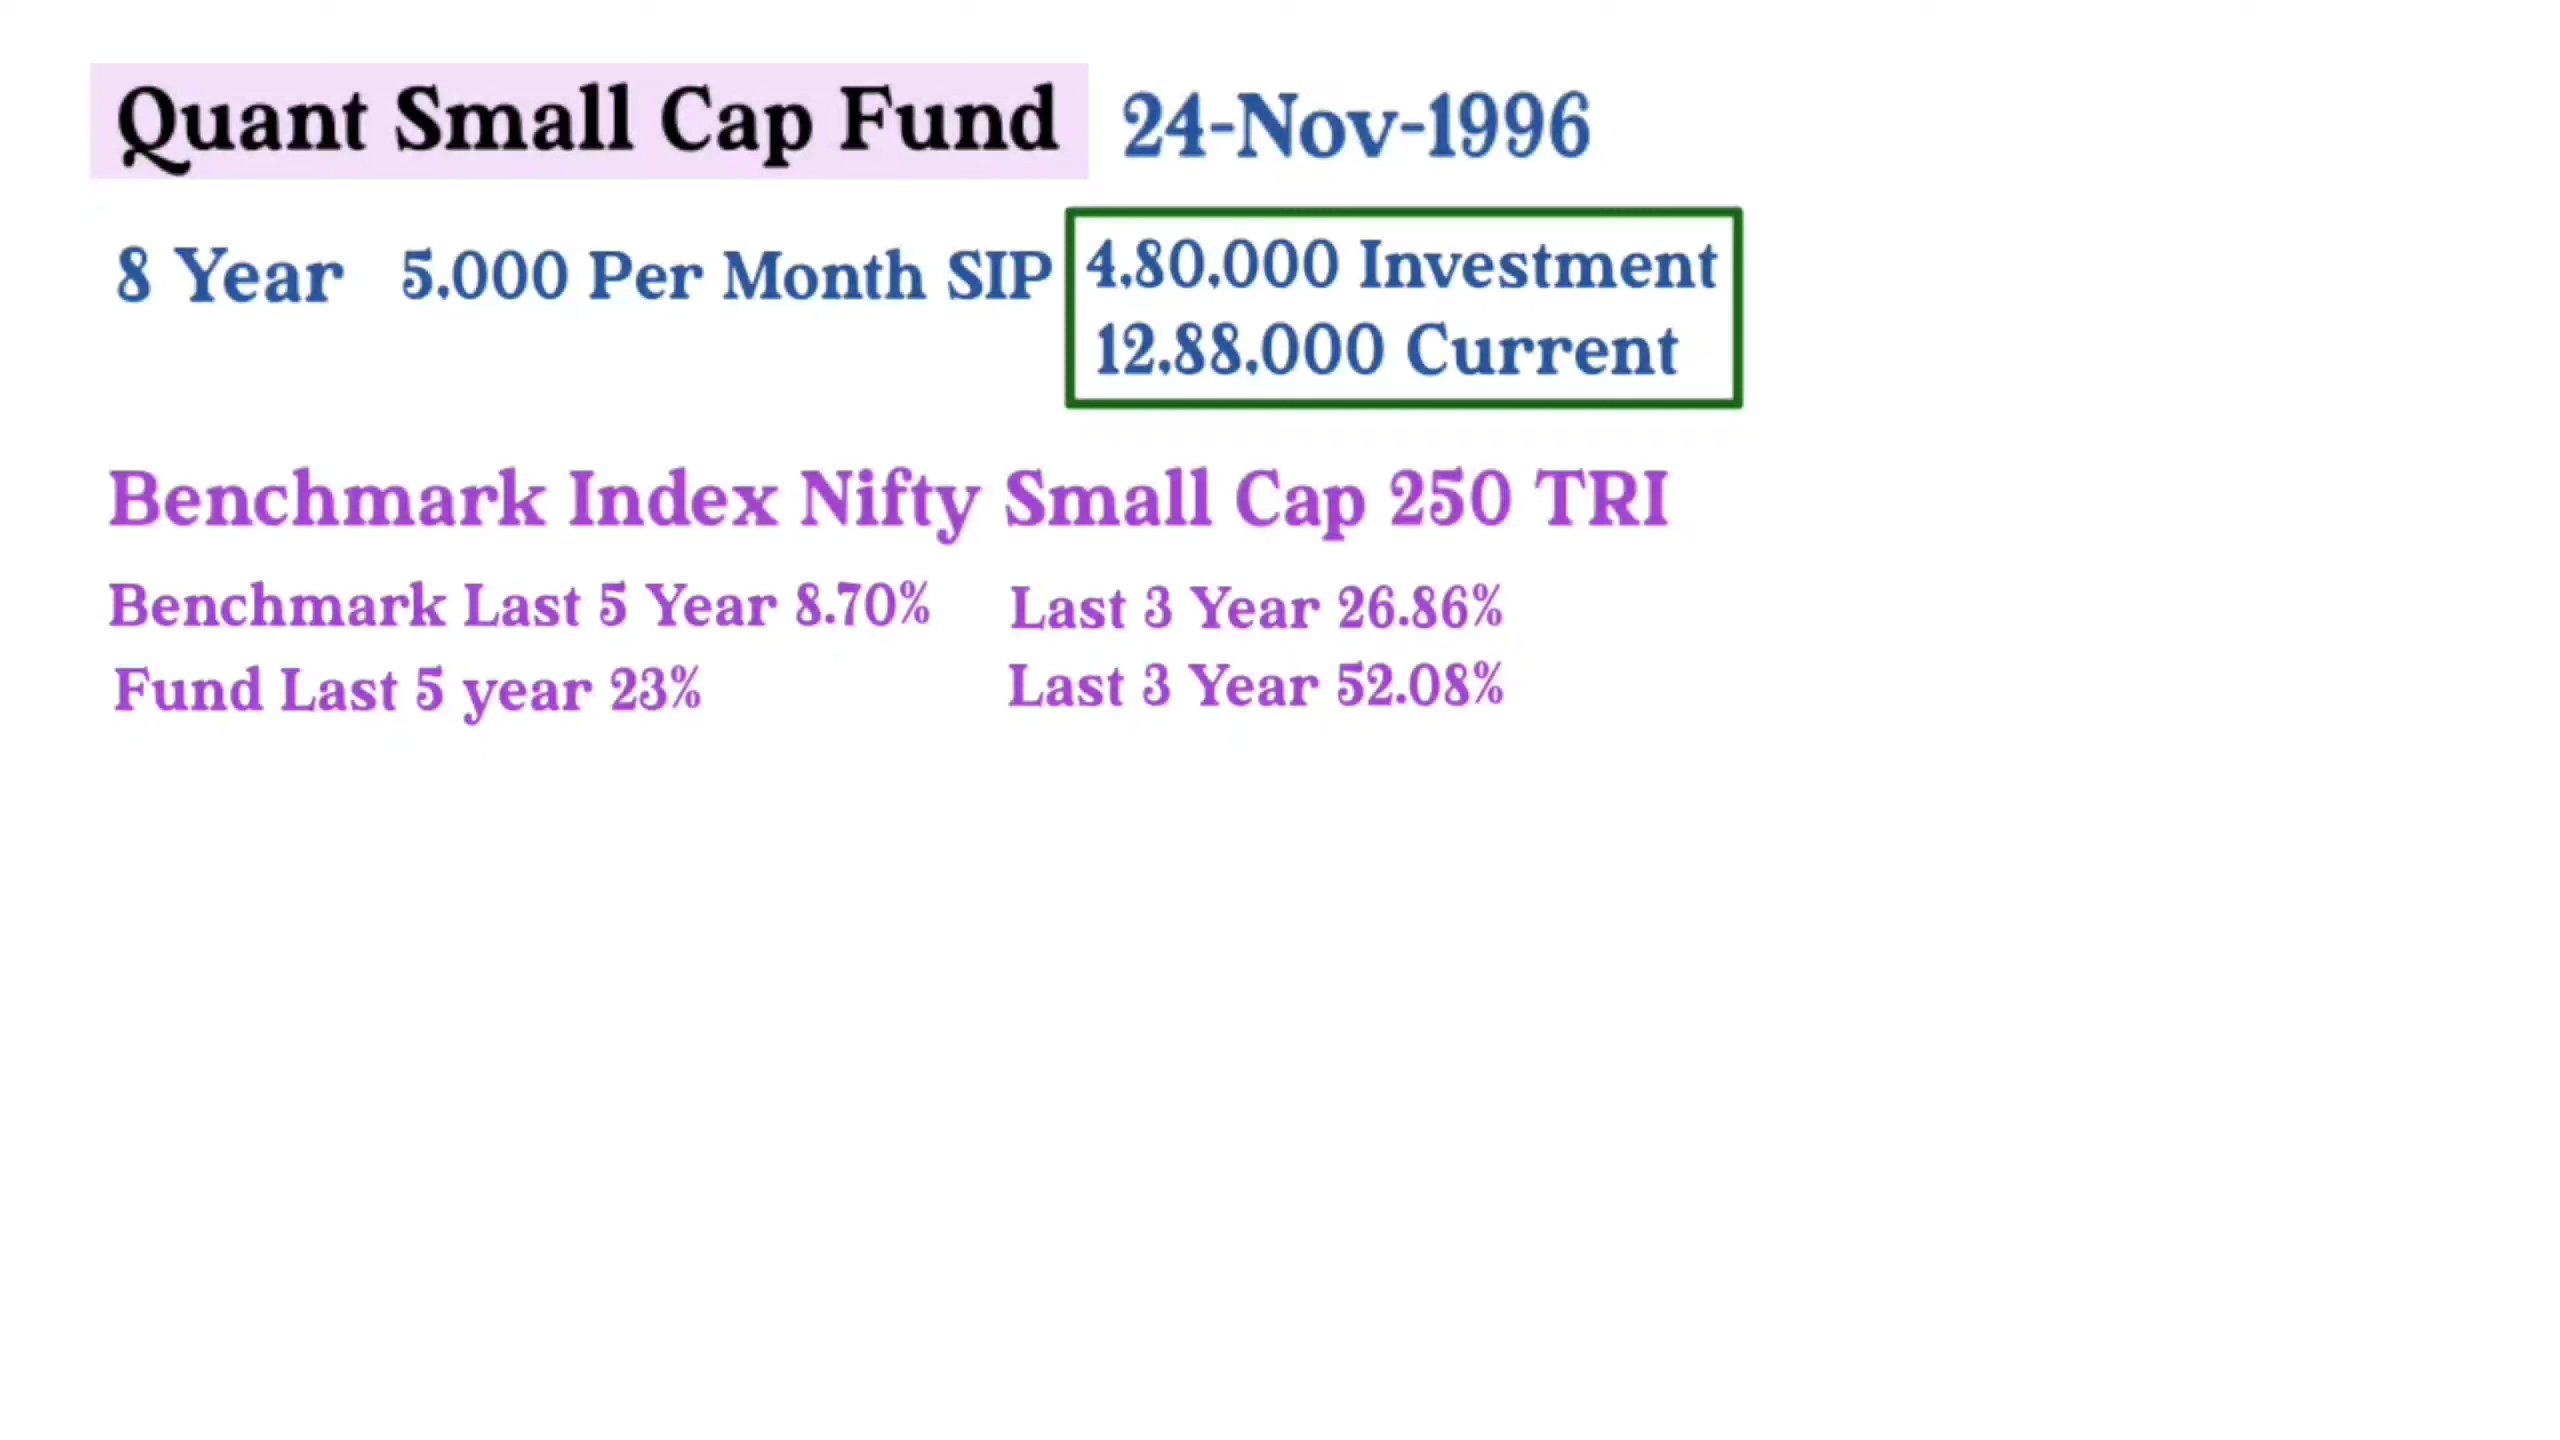 Quant Small Cap Fund 24-Nov-1996
8 Year 5.000 Per Month SIP
4.80.000 Investment
12.88.000 Current
Benchmark Index Nifty Small Cap 250 TRI
Benchmark Last 5 Year 8.70% Last 3 Year 26.86%
Fund Last 5 year 23% Last 3 Year 52.08%